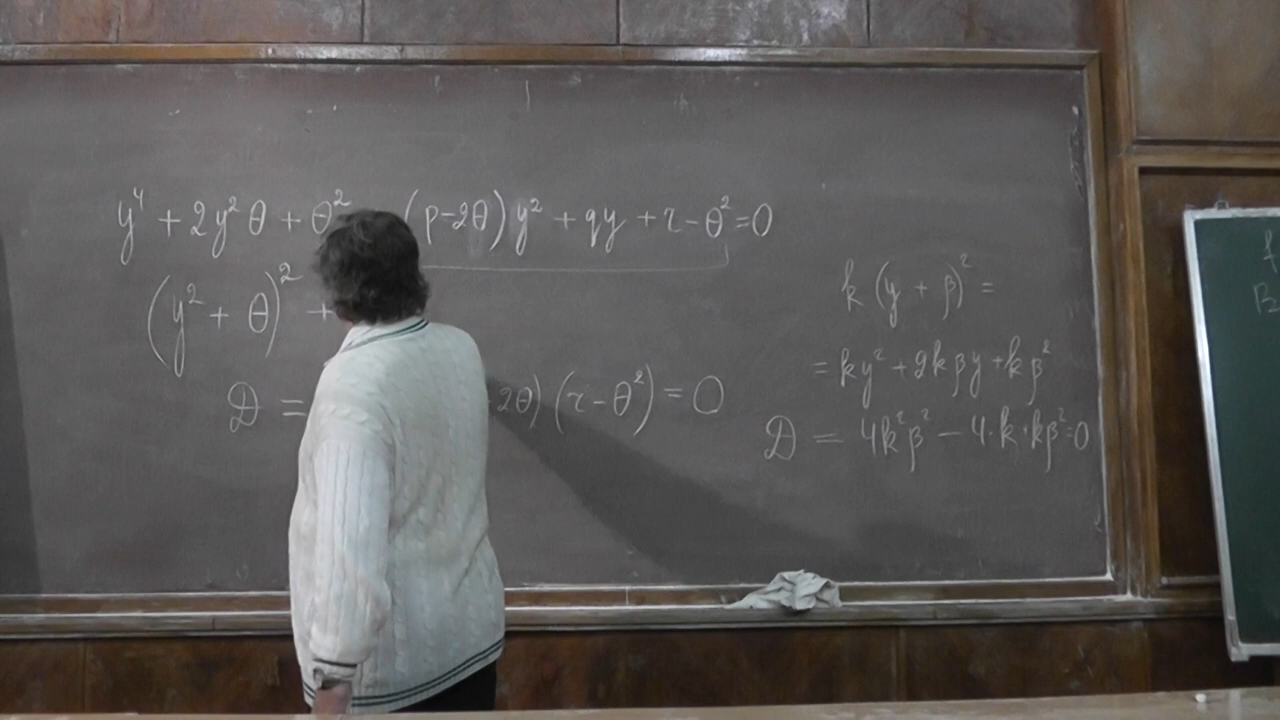 y⁴ + 2y²θ + θ² (p-2θ)y² + qy + r - θ² = 0
(y² + θ)² +
D = 2θ)(r - θ²) = 0
k(y + β)² =
= ky² + 2kβy + kβ²
D = 4k²β² - 4·k·kβ² = 0